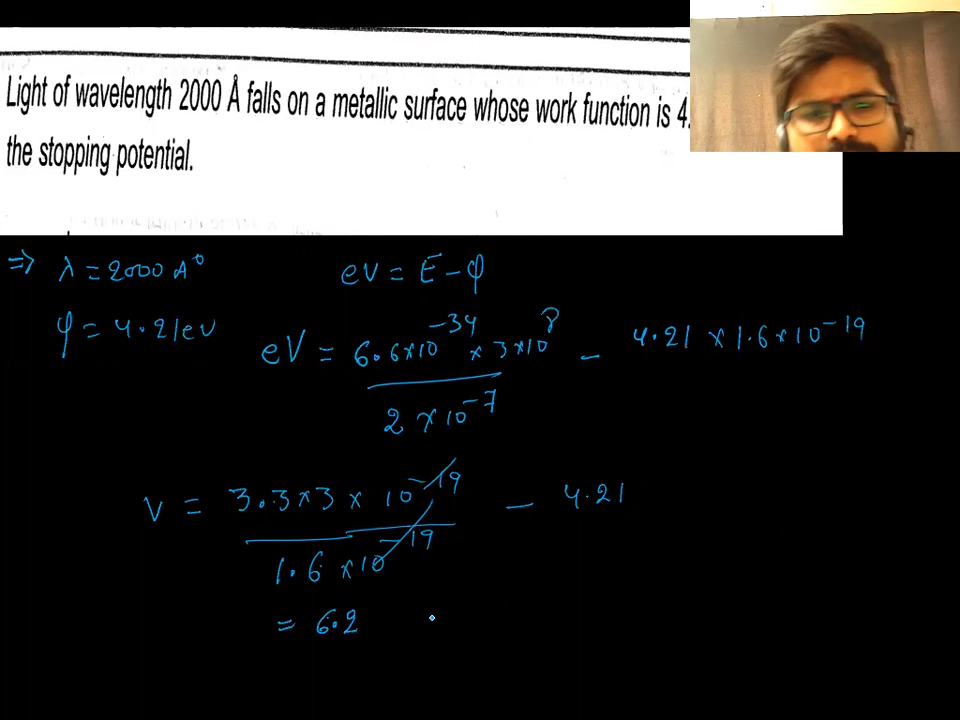 Light of wavelength 2000 Å falls on a metallic surface whose work function is 4.
the stopping potential.
⇒ λ = 2000 A° eV = E - φ
φ = 4.21eV
eV = 6.6×10^-34 × 3×10^8 / 2 × 10^-7 - 4.21 × 1.6×10^-19
V = 3.3×3 × 10^-19 / 1.6 ×10^-19 - 4.21
= 6.2